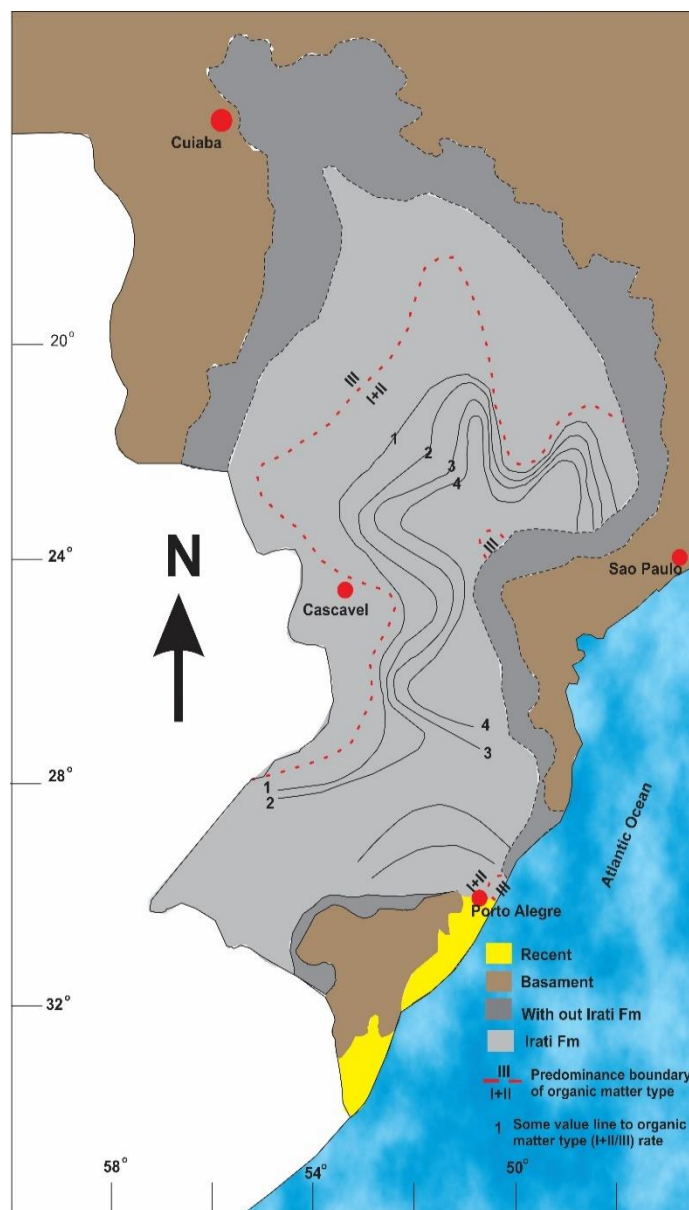 Cuiaba
20°
III
I+II
1
2
3
4
III
24°
N
Sao Paulo
Cascavel
4
3
28°
1
2
Atlantic Ocean
I+II
III
Porto Alegre
Recent
Basament
32°
With out Irati Fm
Irati Fm
III
I+II
Predominance boundary
of organic matter type
1 Some value line to organic
matter type (I+II/III) rate
58°
54°
50°